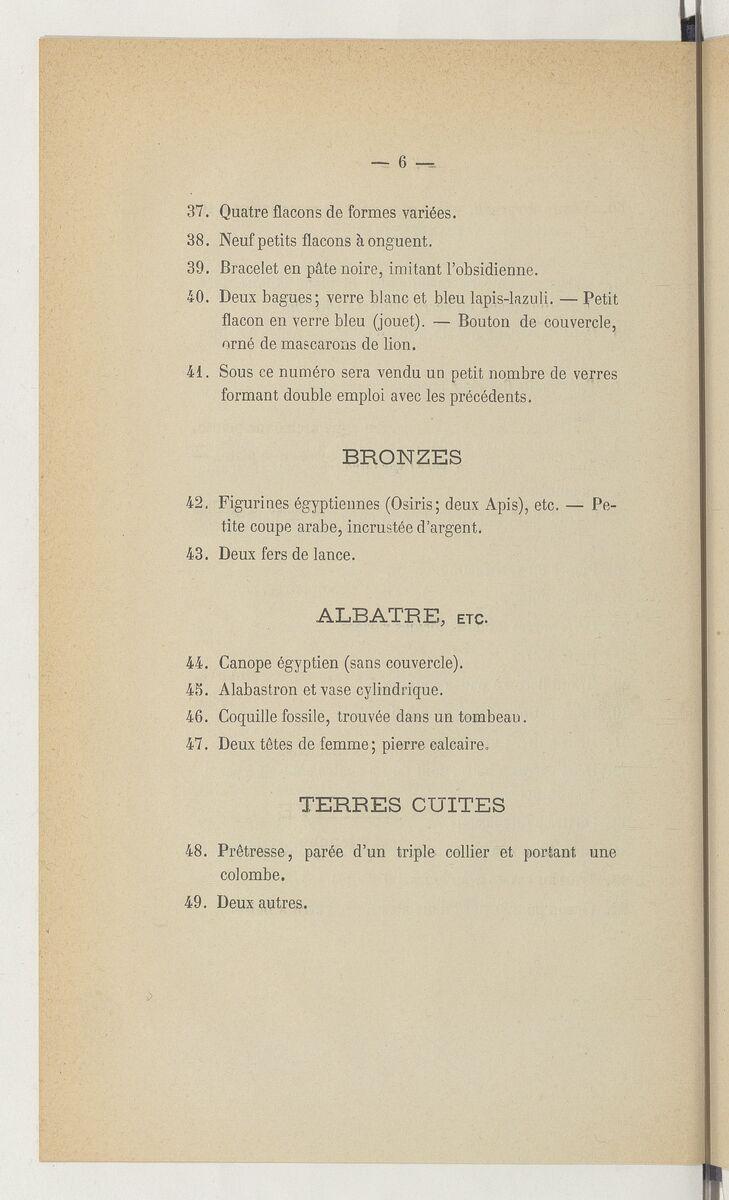 — 6 —
37. Quatre flacons de formes variées.
38. Neuf petits flacons à onguent.
39. Bracelet en pâte noire, imitant l'obsidienne.
40. Deux bagues; verre blanc et bleu lapis-lazuli. — Petit
flacon en verre bleu (jouet). — Bouton de couvercle,
orné de mascarons de lion.
41. Sous ce numéro sera vendu un petit nombre de verres
formant double emploi avec les précédents.
BRONZES
42. Figurines égyptiennes (Osiris; deux Apis), etc. — Pe-
tite coupe arabe, incrustée d'argent.
43. Deux fers de lance.
ALBATRE, ETC.
44. Canope égyptien (sans couvercle).
45. Alabastron et vase cylindrique.
46. Coquille fossile, trouvée dans un tombeau.
47. Deux têtes de femme; pierre calcaire.
TERRES CUITES
48. Prêtresse, parée d'un triple collier et portant une
colombe.
49. Deux autres.